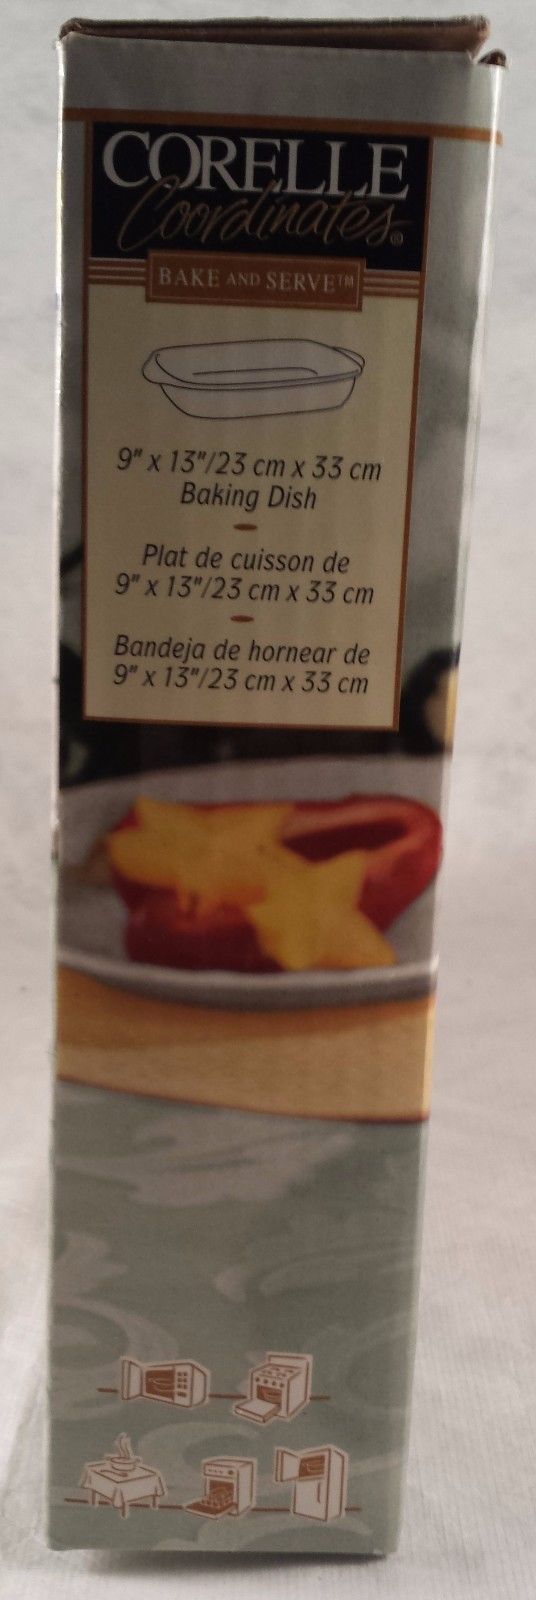 CORELLE
Coordinates®
BAKE AND SERVE™
9" x 13"/23 cm x 33 cm
Baking Dish
Plat de cuisson de
9" x 13"/23 cm x 33 cm
Bandeja de hornear de
9" x 13"/23 cm x 33 cm